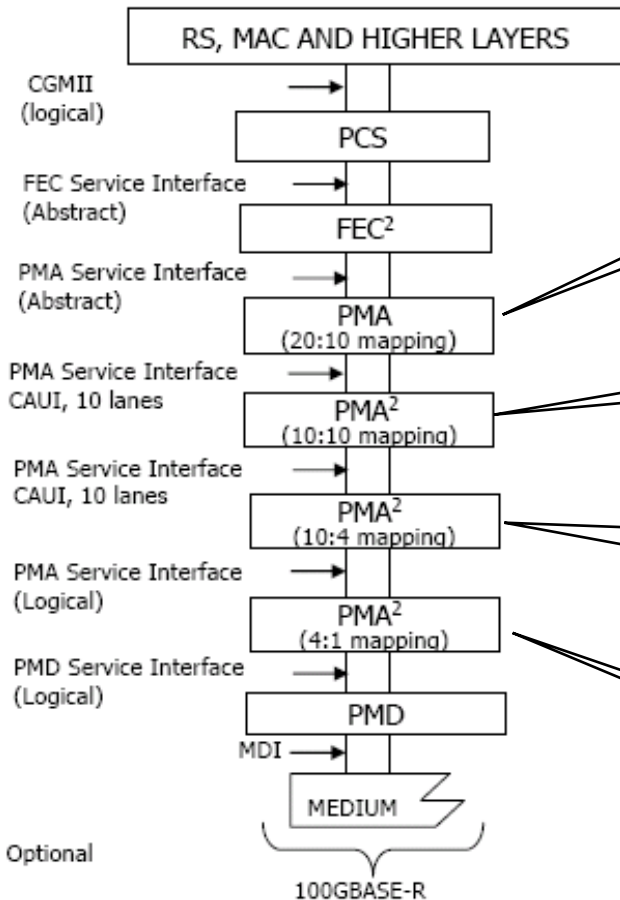 RS, MAC AND HIGHER LAYERS
CGMII
(logical)
PCS
FEC Service Interface
(Abstract)
FEC²
PMA Service Interface
(Abstract)
PMA
(20:10 mapping)
PMA Service Interface
CAUI, 10 lanes
PMA²
(10:10 mapping)
PMA Service Interface
CAUI, 10 lanes
PMA²
(10:4 mapping)
PMA Service Interface
(Logical)
PMA²
(4:1 mapping)
PMD Service Interface
(Logical)
PMD
MDI
MEDIUM
Optional
100GBASE-R